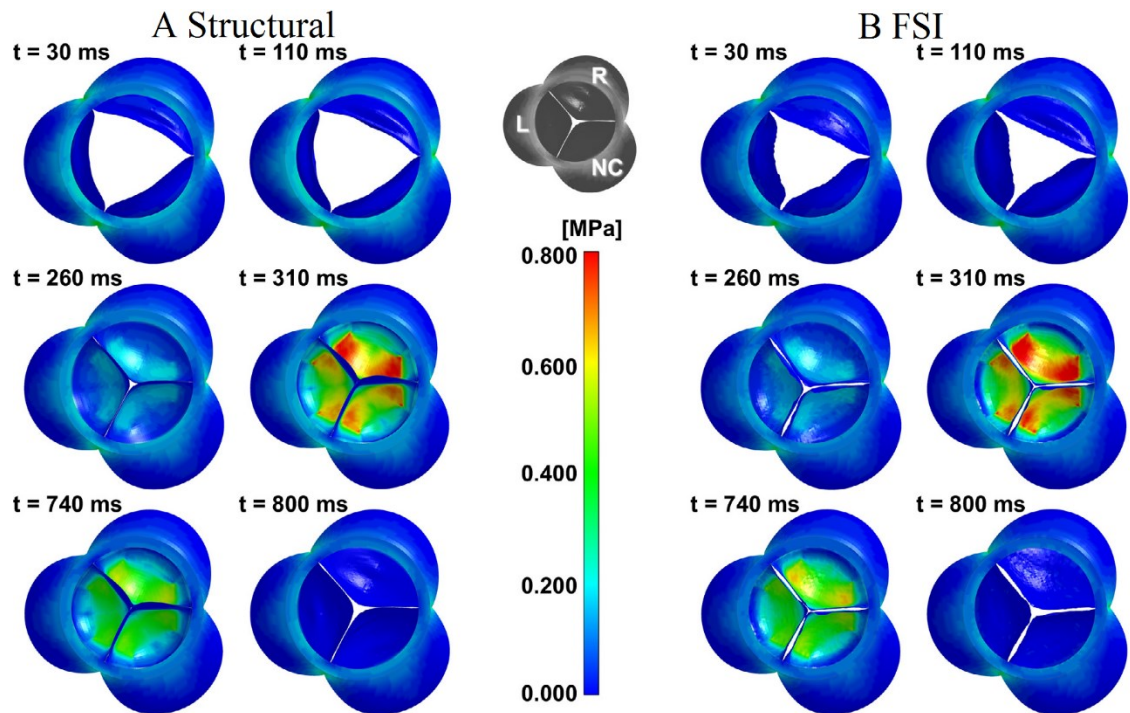 A Structural
t = 30 ms
t = 110 ms
t = 260 ms
t = 310 ms
t = 740 ms
t = 800 ms
R
L
NC
[MPa]
0.800
0.600
0.400
0.200
0.000
B FSI
t = 30 ms
t = 110 ms
t = 260 ms
t = 310 ms
t = 740 ms
t = 800 ms